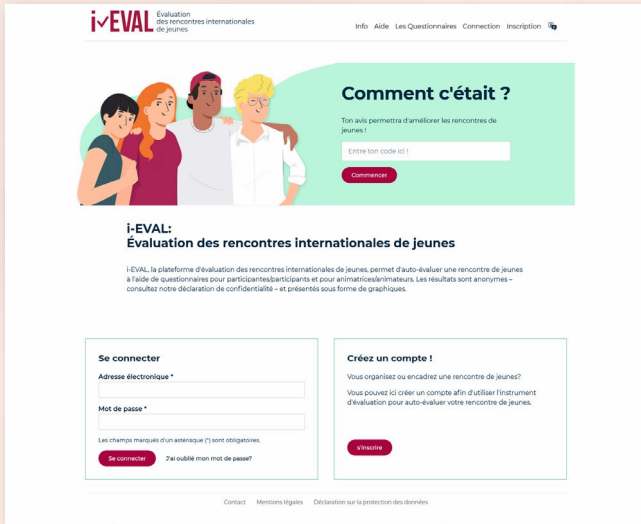 i-EVAL
Évaluation
des rencontres internationales
de jeunes
Info Aide Les Questionnaires Connection Inscription
Comment c'était ?
Ton avis permettra d'améliorer les rencontres de
jeunes !
Entre ton code ici !
Commencer
i-EVAL:
Évaluation des rencontres internationales de jeunes
i-EVAL, la plateforme d'évaluation des rencontres internationales de jeunes, permet d'auto-évaluer une rencontre de jeunes
à l'aide de questionnaires pour participantes/participants et pour animatrices/animateurs. Les résultats sont anonymes –
consultez notre déclaration de confidentialité – et présentés sous forme de graphiques.
Se connecter
Adresse électronique *
Mot de passe *
Les champs marqués d'un astérisque (*) sont obligatoires.
Se connecter
J'ai oublié mon mot de passe?
Créez un compte !
Vous organisez ou encadrez une rencontre de jeunes?
Vous pouvez ici créer un compte afin d'utiliser l'instrument
d'évaluation pour auto-évaluer votre rencontre de jeunes.
s'inscrire
Contact Mentions légales Déclaration sur la protection des données